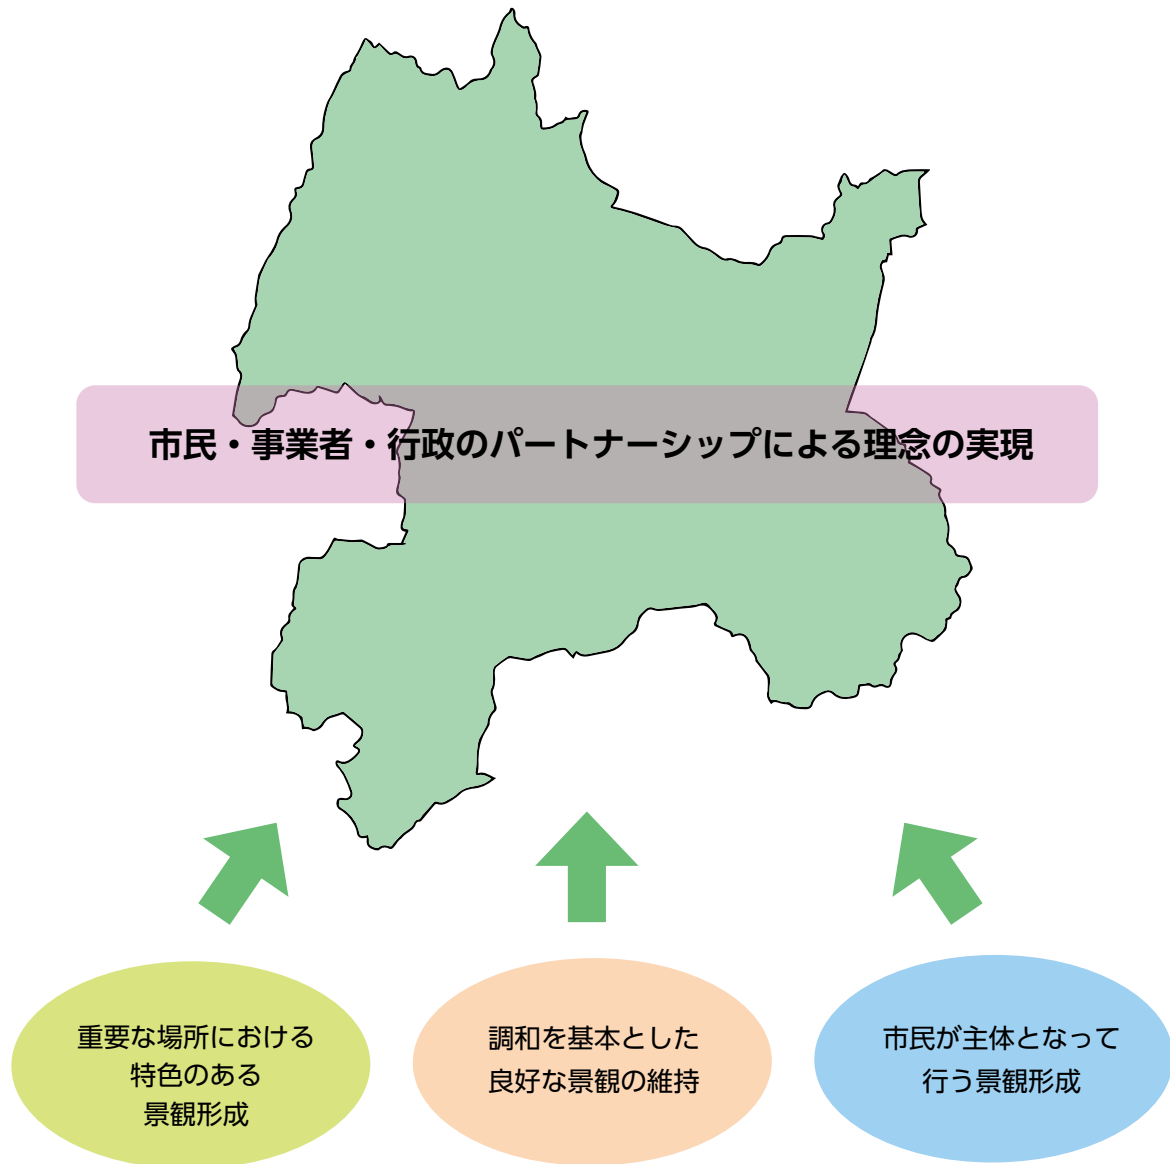 市民・事業者・行政のパートナーシップによる理念の実現
重要な場所における
特色のある
景観形成
調和を基本とした
良好な景観の維持
市民が主体となって
行う景観形成